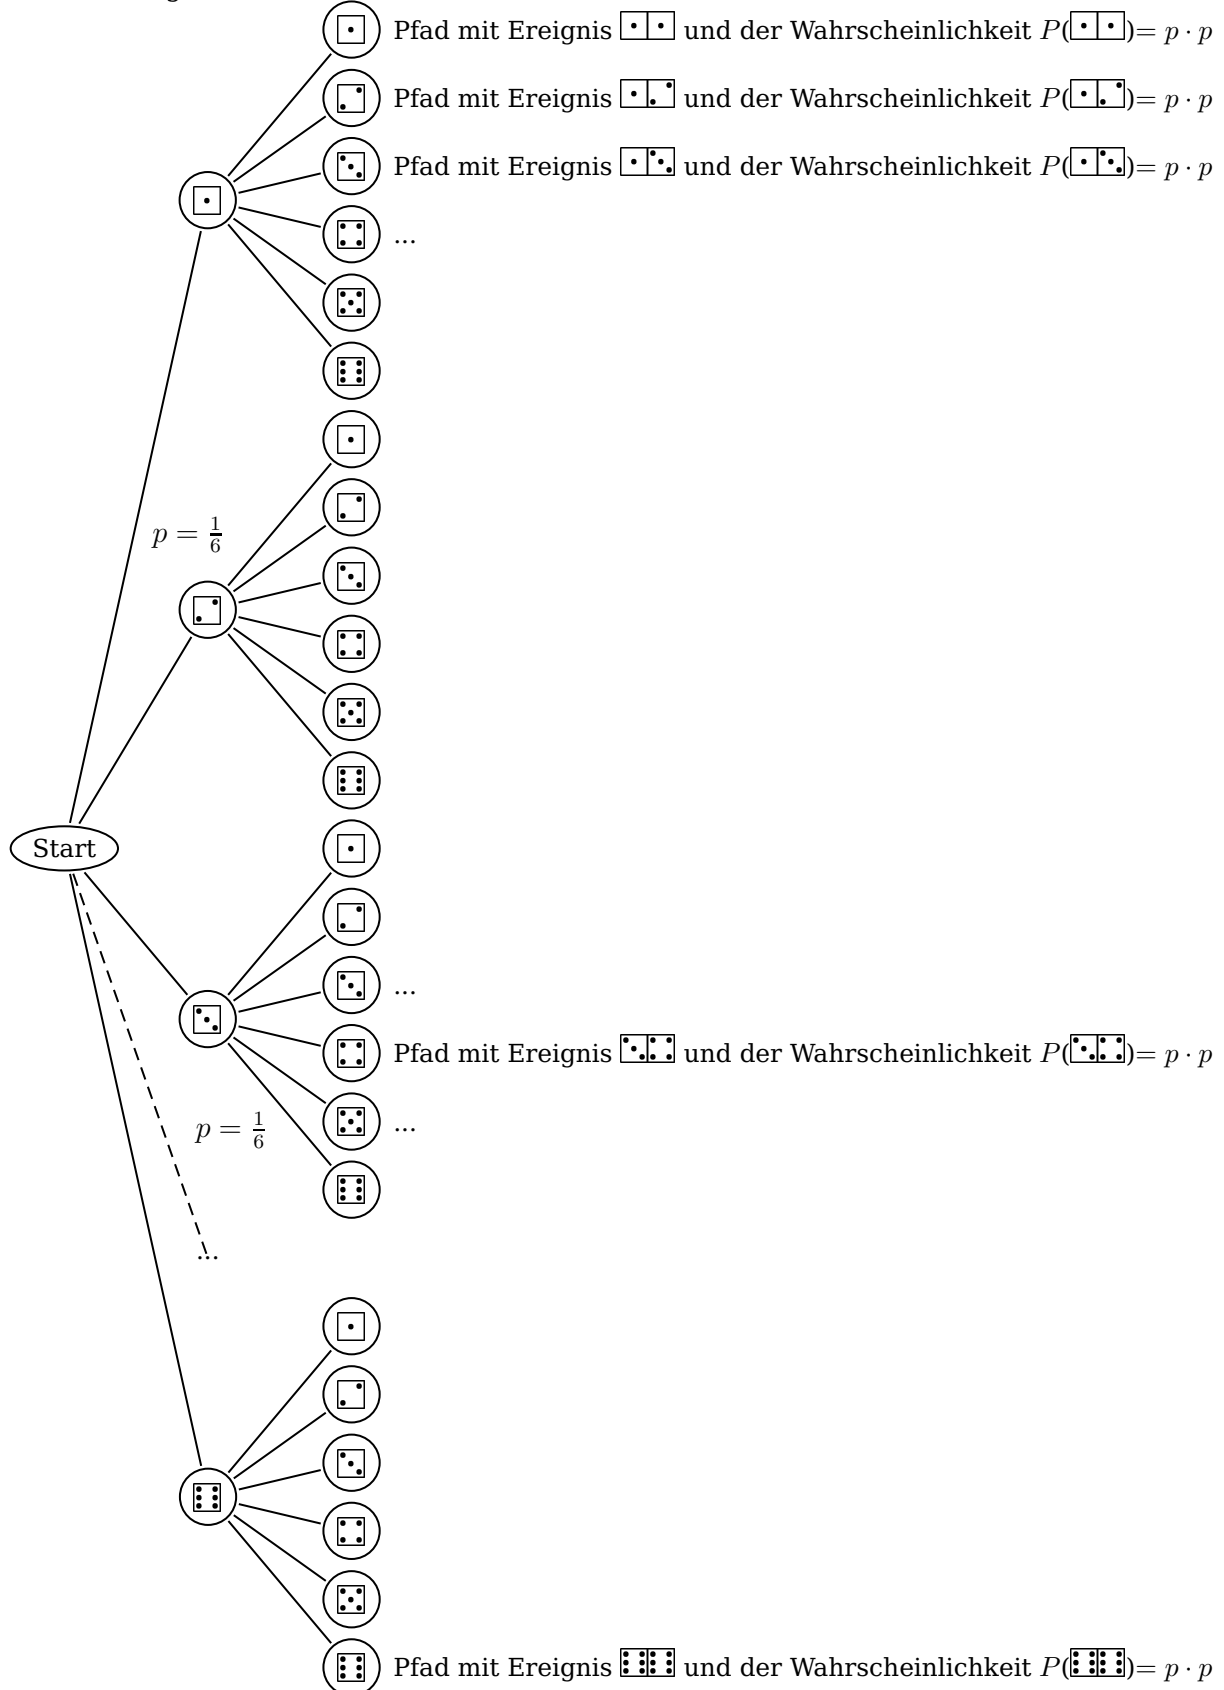 Pfad mit Ereignis ⚀⚀ und der Wahrscheinlichkeit P(⚀⚀)= p · p
Pfad mit Ereignis ⚀⚁ und der Wahrscheinlichkeit P(⚀⚁)= p · p
Pfad mit Ereignis ⚀⚂ und der Wahrscheinlichkeit P(⚀⚂)= p · p
...
p = 1/6
Start
...
Pfad mit Ereignis ⚂⚃ und der Wahrscheinlichkeit P(⚂⚃)= p · p
...
p = 1/6
...
Pfad mit Ereignis ⚅⚅ und der Wahrscheinlichkeit P(⚅⚅)= p · p